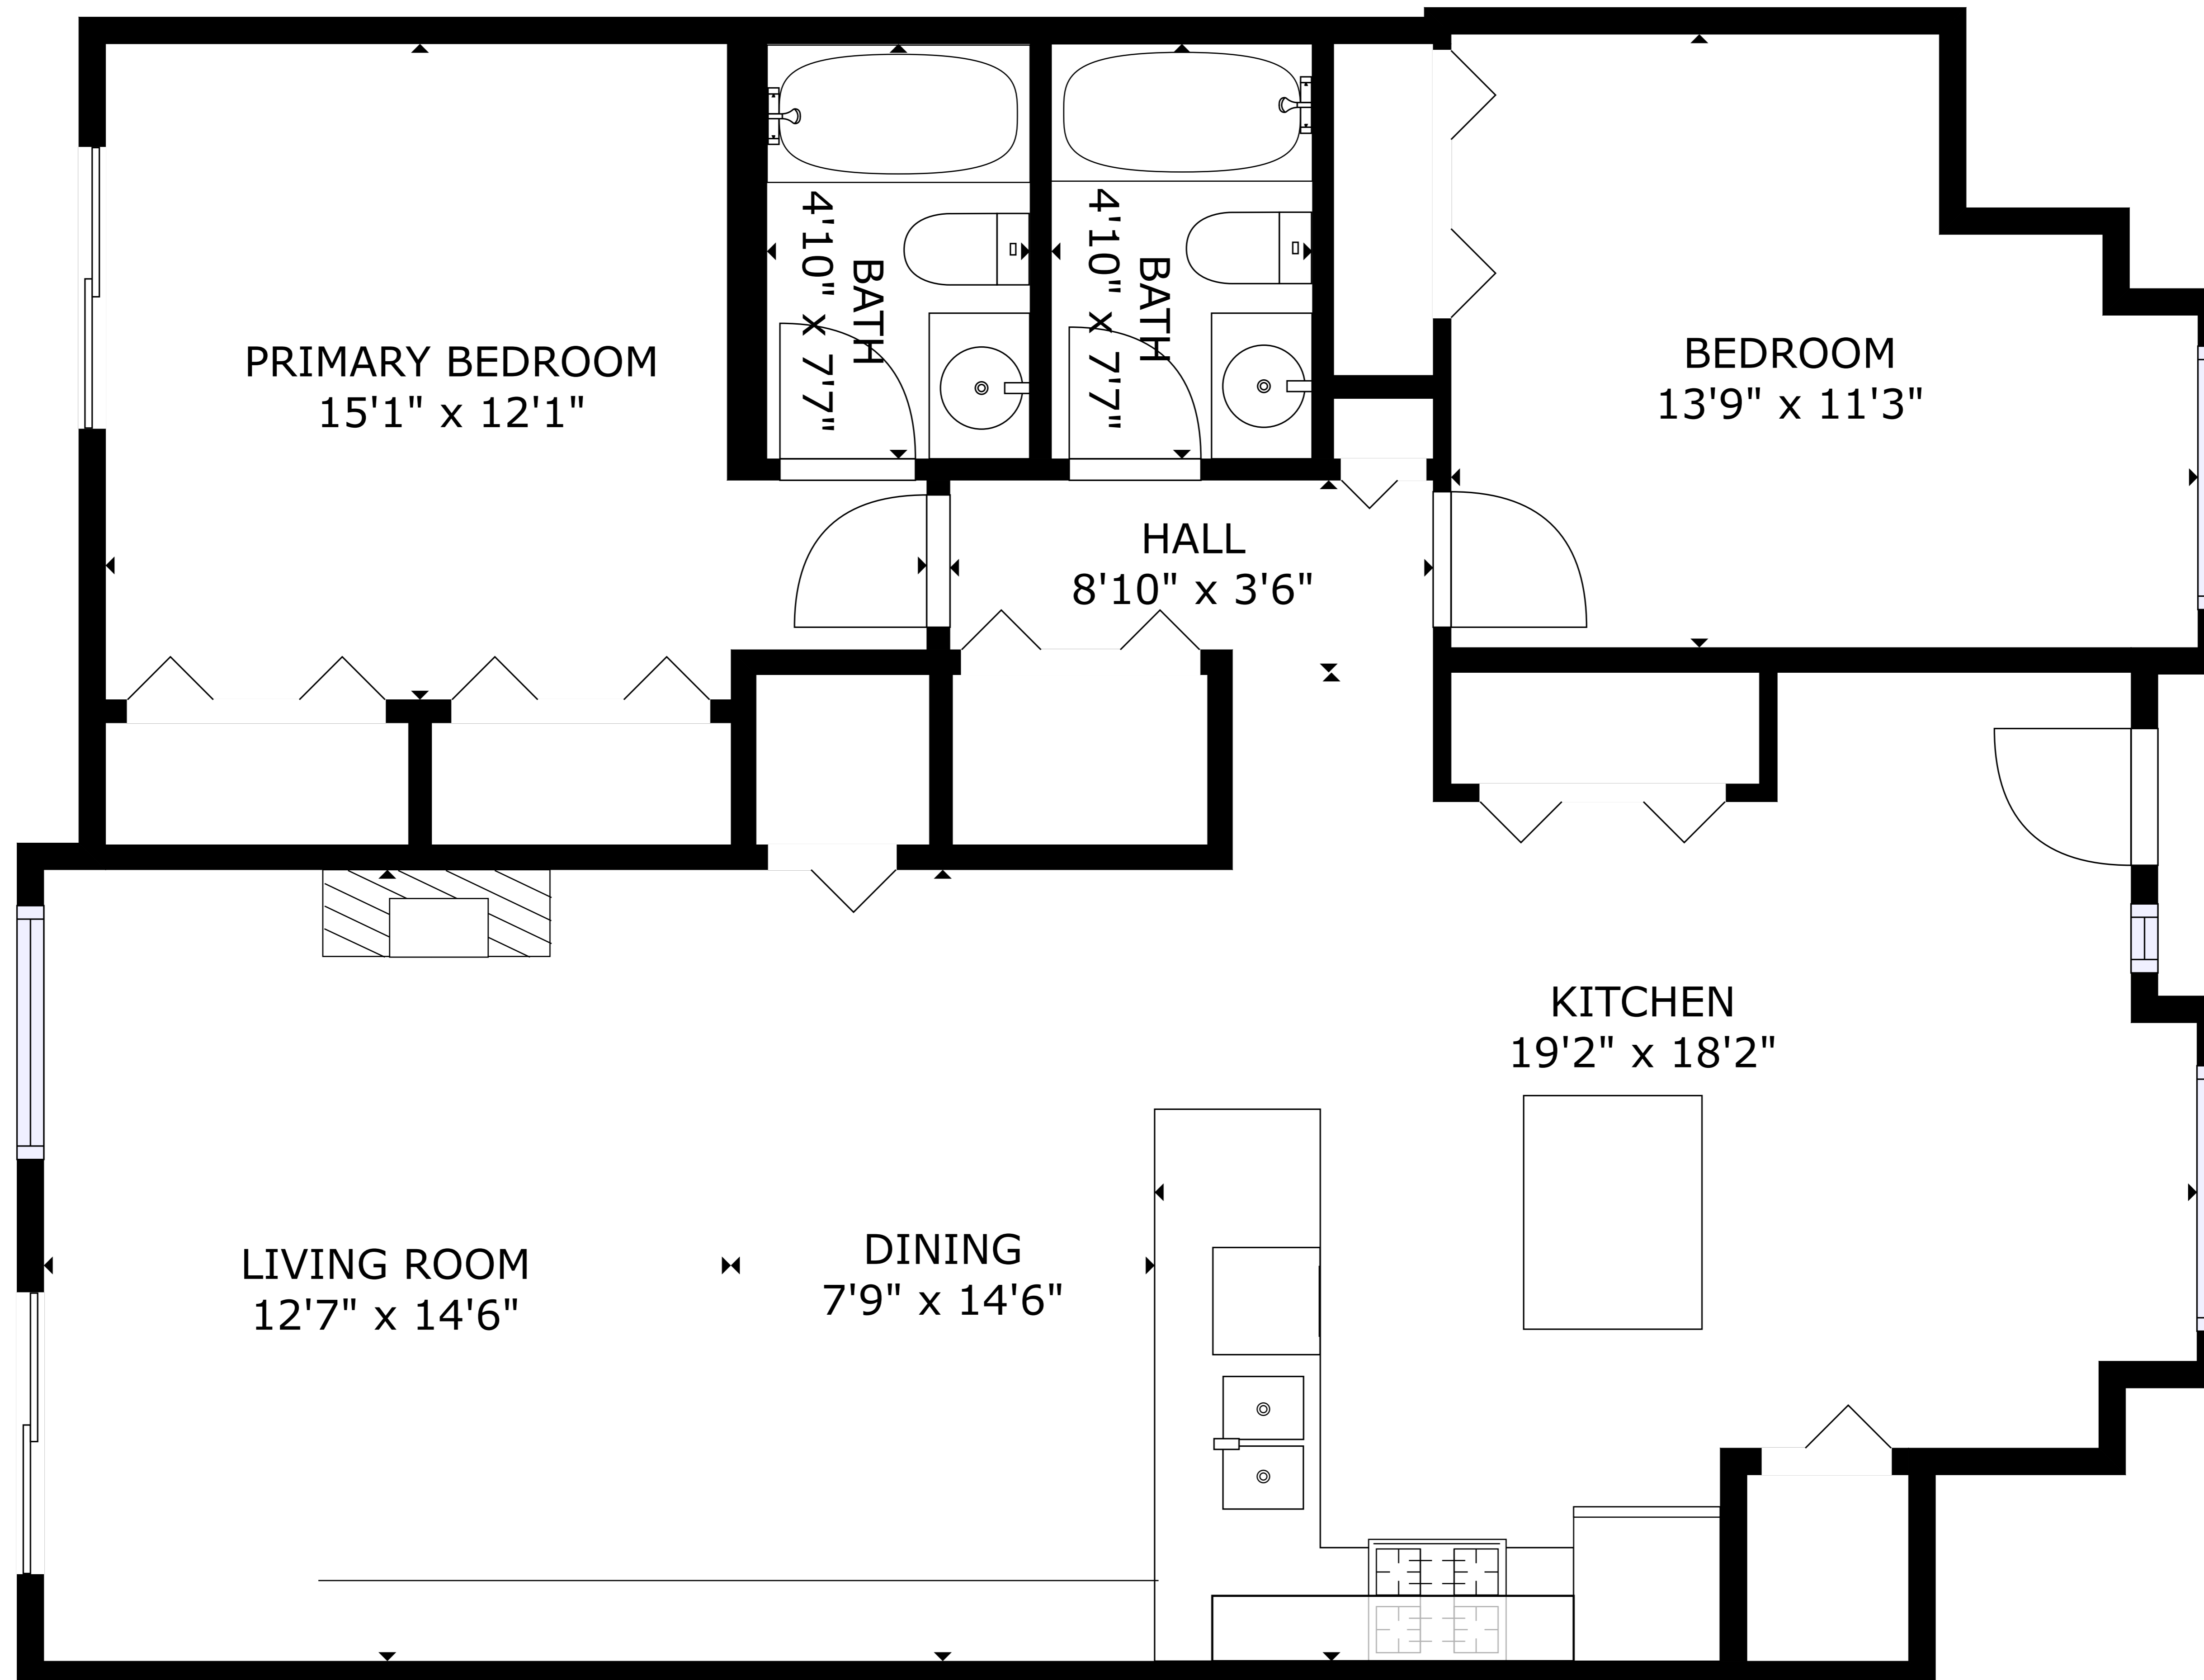 PRIMARY BEDROOM
15'1" x 12'1"
BATH
4'10" x 7'7"
BATH
4'10" x 7'7"
BEDROOM
13'9" x 11'3"
HALL
8'10" x 3'6"
KITCHEN
19'2" x 18'2"
LIVING ROOM
12'7" x 14'6"
DINING
7'9" x 14'6"